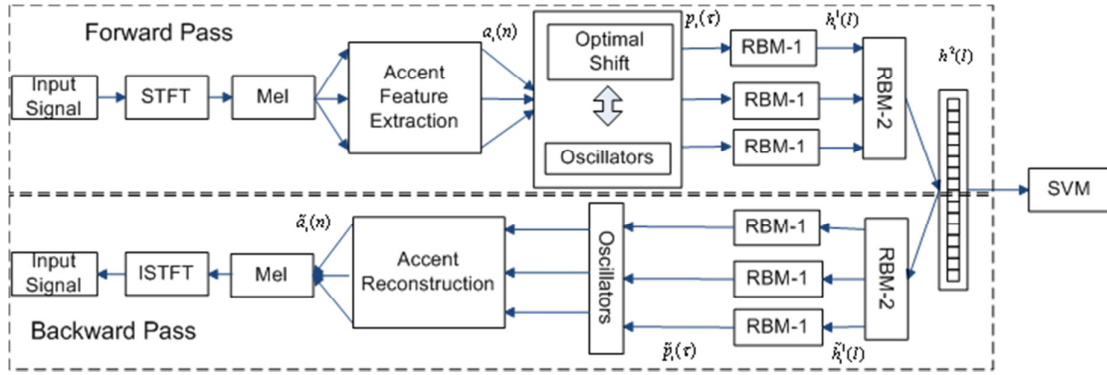 Forward Pass
Input
Signal
STFT
Mel
Accent
Feature
Extraction
aᵢ(n)
Optimal
Shift
Oscillators
pᵢ(τ)
RBM-1
RBM-1
RBM-1
hᵢ¹(l)
RBM-2
h²(l)
SVM
Backward Pass
Input
Signal
ISTFT
Mel
ãᵢ(n)
Accent
Reconstruction
Oscillators
p̃ᵢ(τ)
RBM-1
RBM-1
RBM-1
h̃ᵢ¹(l)
RBM-2